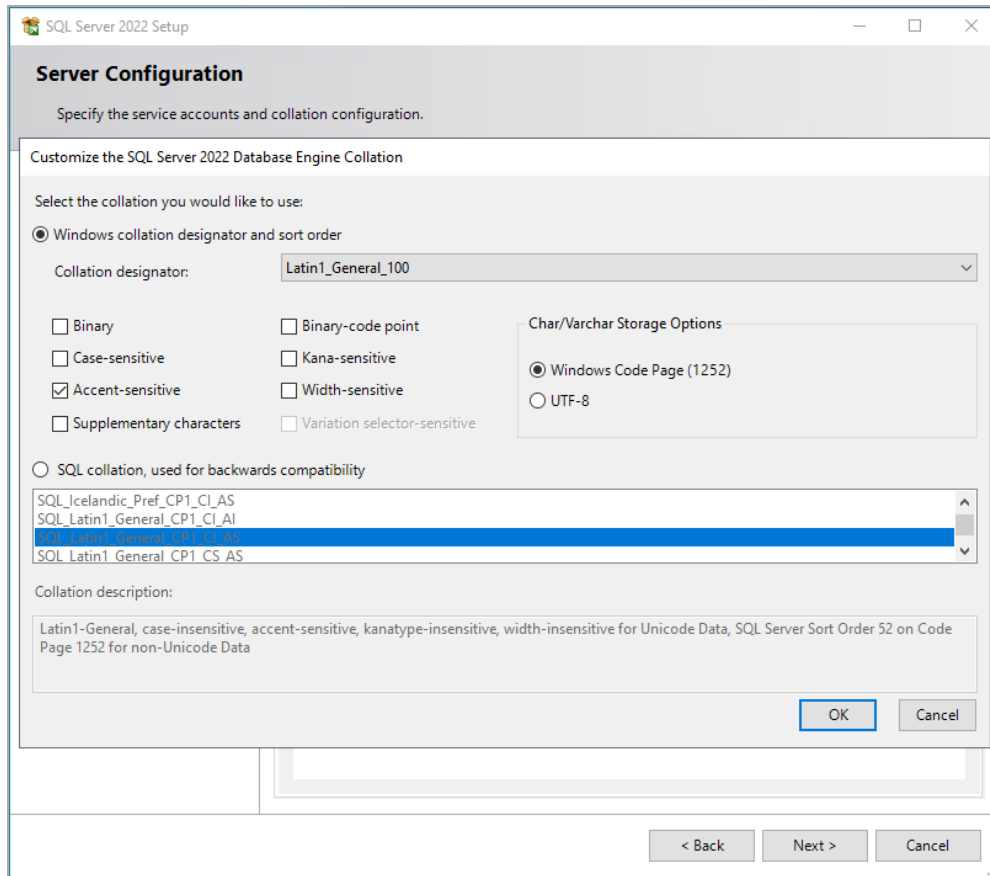 SQL Server 2022 Setup
Server Configuration
Specify the service accounts and collation configuration.
Customize the SQL Server 2022 Database Engine Collation
Select the collation you would like to use:
Windows collation designator and sort order
Collation designator:
Latin1_General_100
Binary
Binary-code point
Char/Varchar Storage Options
Case-sensitive
Kana-sensitive
Windows Code Page (1252)
Accent-sensitive
Width-sensitive
UTF-8
Supplementary characters
Variation selector-sensitive
SQL collation, used for backwards compatibility
SQL_Icelandic_Pref_CP1_CI_AS
SQL_Latin1_General_CP1_CI_AI
SQL_Latin1_General_CP1_CI_AS
SQL_Latin1_General_CP1_CS_AS
Collation description:
Latin1-General, case-insensitive, accent-sensitive, kanatype-insensitive, width-insensitive for Unicode Data, SQL Server Sort Order 52 on Code
Page 1252 for non-Unicode Data
OK
Cancel
< Back
Next >
Cancel